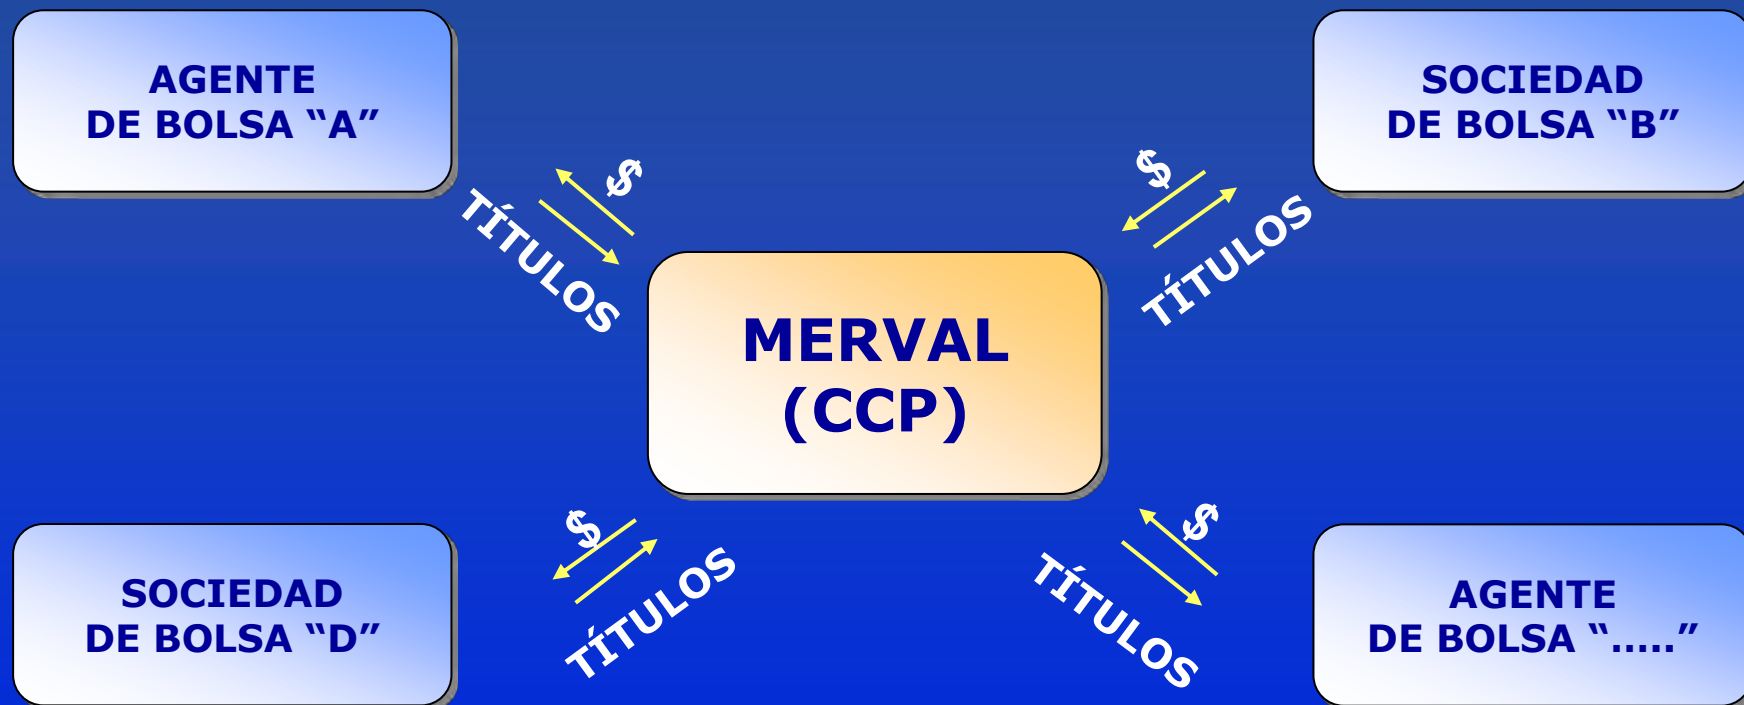 AGENTE
DE BOLSA “A”
SOCIEDAD
DE BOLSA “B”
$
TÍTULOS
$
TÍTULOS
MERVAL
(CCP)
$
TÍTULOS
$
TÍTULOS
SOCIEDAD
DE BOLSA “D”
AGENTE
DE BOLSA “.....”